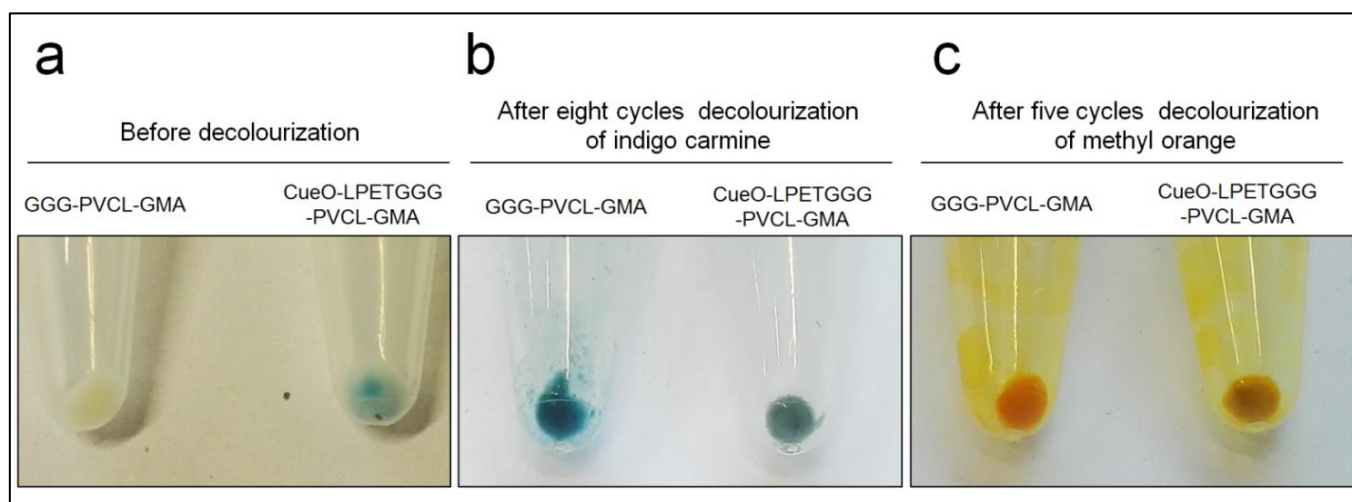 a
Before decolourization
GGG-PVCL-GMA
CueO-LPETGGG
-PVCL-GMA
b
After eight cycles decolourization
of indigo carmine
GGG-PVCL-GMA
CueO-LPETGGG
-PVCL-GMA
c
After five cycles decolourization
of methyl orange
GGG-PVCL-GMA
CueO-LPETGGG
-PVCL-GMA